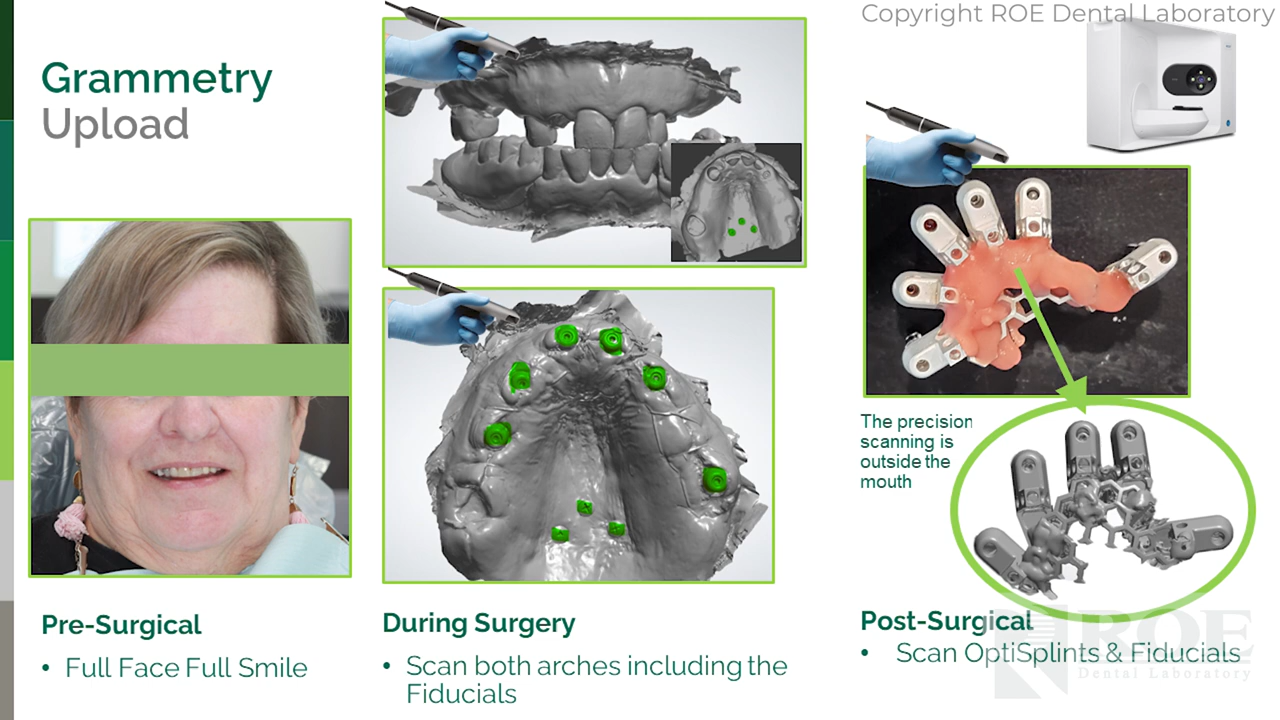 Copyright ROE Dental Laboratory
Grammetry
Upload
The precision
scanning is
outside the
mouth
Pre-Surgical
• Full Face Full Smile
During Surgery
• Scan both arches including the
Fiducials
Post-Surgical
• Scan OptiSplints & Fiducials
ROE
Dental Laboratory